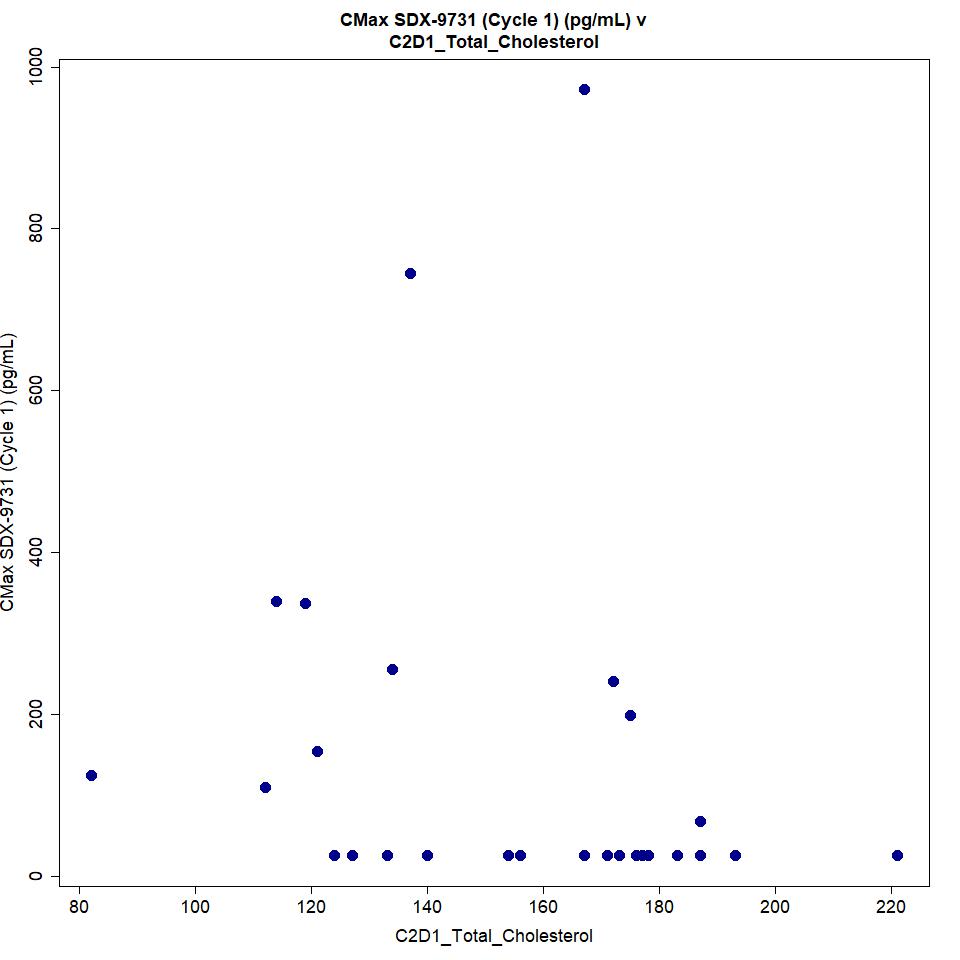 CMax SDX-9731 (Cycle 1) (pg/mL) v
C2D1_Total_Cholesterol
1000
800
600
400
200
0
CMax SDX-9731 (Cycle 1) (pg/mL)
80 100 120 140 160 180 200 220
C2D1_Total_Cholesterol